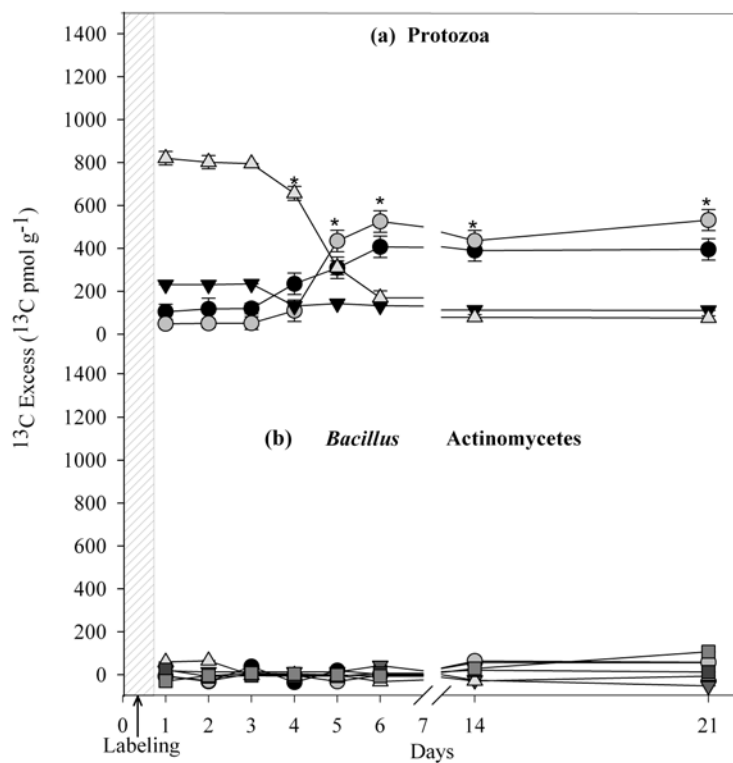 1400
(a) Protozoa
1200
1000
800
*
600
* * * *
400
200
0
¹³C Excess (¹³C pmol g⁻¹)
1400
1200
(b) Bacillus Actinomycetes
1000
800
600
400
200
0
0 1 2 3 4 5 6 7 14 21
Labeling
Days